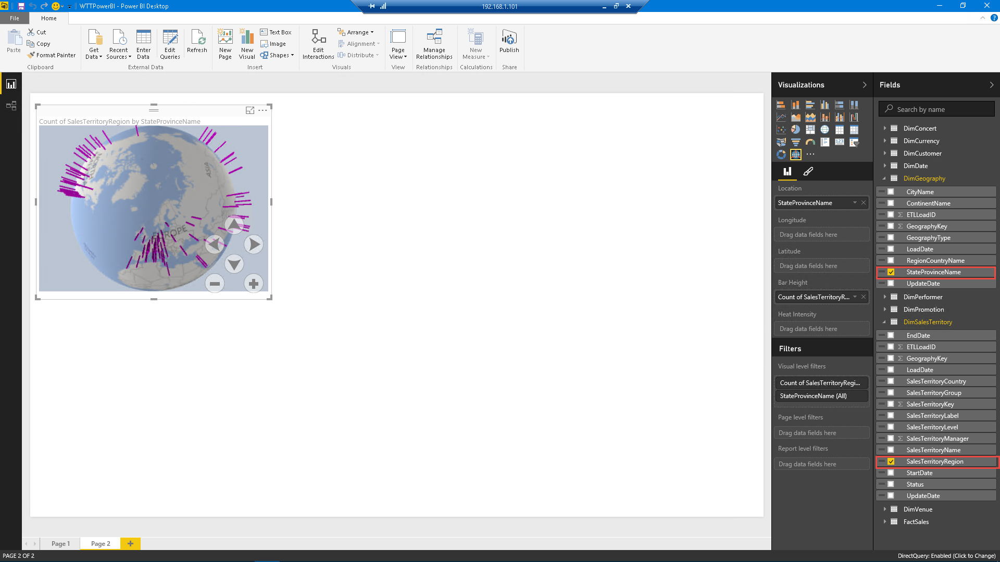 WTTPowerBI - Power BI Desktop
192.168.1.101
File
Home
Paste
Cut
Copy
Format Painter
Clipboard
Get Data
Recent Sources
Enter Data
Edit Queries
Refresh
External Data
New Page
New Visual
Text Box
Image
Shapes
Insert
Edit Interactions
Arrange
Alignment
Distribute
Visuals
Page View
View
Manage Relationships
Relationships
New Measure
Calculations
Publish
Share
Count of SalesTerritoryRegion by StateProvinceName
ASIA
EUROPE
Visualizations
123
Location
StateProvinceName
Longitude
Drag data fields here
Latitude
Drag data fields here
Bar Height
Count of SalesTerritoryR...
Heat Intensity
Drag data fields here
Filters
Visual level filters
Count of SalesTerritoryRegi...
StateProvinceName (All)
Page level filters
Drag data fields here
Report level filters
Drag data fields here
Fields
Search by name
DimConcert
DimCurrency
DimCustomer
DimDate
DimGeography
CityName
ContinentName
Σ ETLLoadID
Σ GeographyKey
GeographyType
LoadDate
RegionCountryName
StateProvinceName
UpdateDate
DimPerformer
DimPromotion
DimSalesTerritory
EndDate
Σ ETLLoadID
Σ GeographyKey
LoadDate
SalesTerritoryCountry
SalesTerritoryGroup
Σ SalesTerritoryKey
SalesTerritoryLabel
SalesTerritoryLevel
Σ SalesTerritoryManager
SalesTerritoryName
SalesTerritoryRegion
StartDate
Status
UpdateDate
DimVenue
FactSales
Page 1
Page 2
PAGE 2 OF 2
DirectQuery: Enabled (Click to Change)